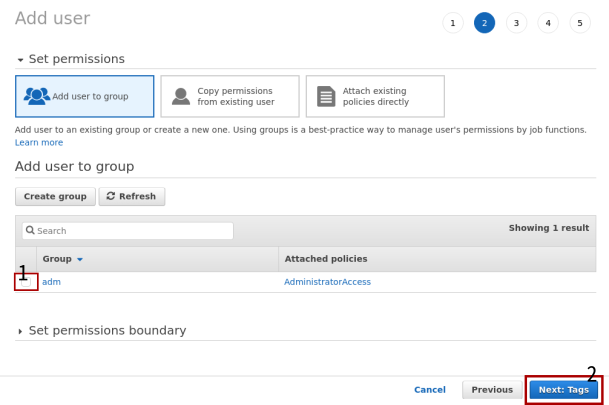 Add user
1 2 3 4 5
Set permissions
Add user to group
Copy permissions
from existing user
Attach existing
policies directly
Add user to an existing group or create a new one. Using groups is a best-practice way to manage user's permissions by job functions.
Learn more
Add user to group
Create group Refresh
Search Showing 1 result
Group Attached policies
1
adm AdministratorAccess
Set permissions boundary
2
Cancel Previous Next: Tags